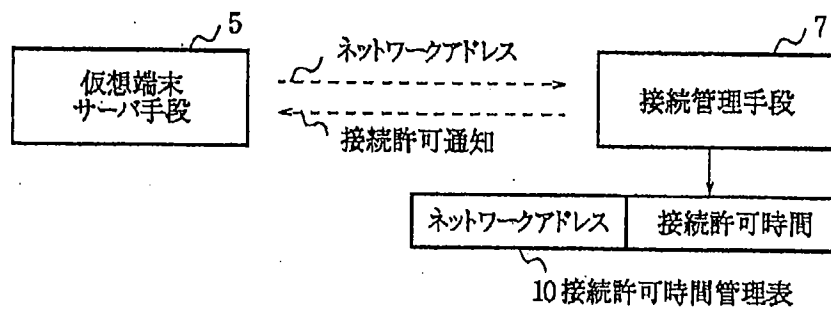 5
仮想端末
サーバ手段
ネットワークアドレス
接続許可通知
7
接続管理手段
ネットワークアドレス
接続許可時間
10接続許可時間管理表